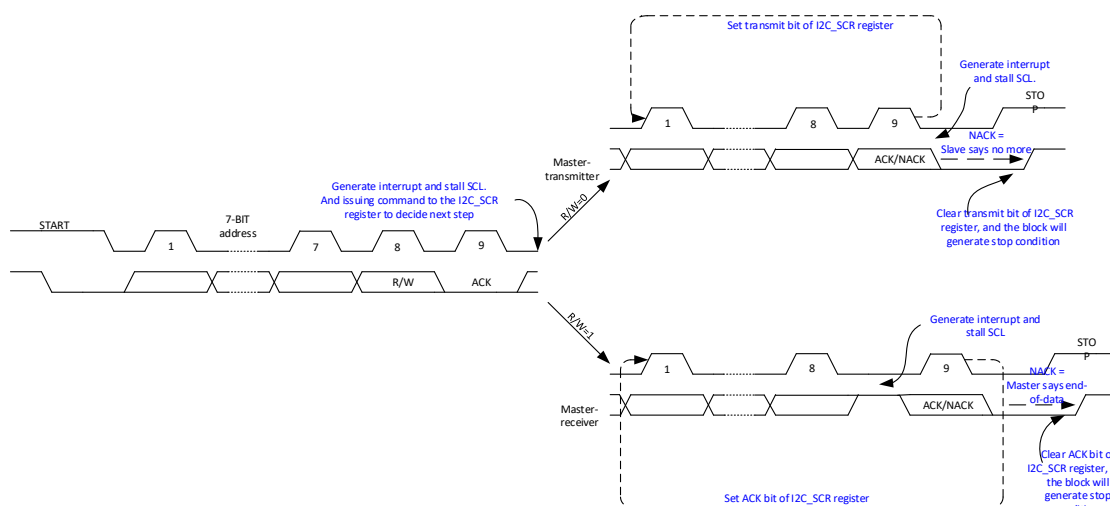 Set transmit bit of I2C_SCR register
Generate interrupt
and stall SCL.
STO
P
1
8
9
NACK =
Slave says no more
ACK/NACK
Master-
transmitter
R/W=0
Generate interrupt and stall SCL.
And issuing command to the I2C_SCR
register to decide next step
Clear transmit bit of I2C_SCR
register, and the block will
generate stop condition
START
7-BIT
address
1
7
8
9
R/W
ACK
R/W=1
Generate interrupt and
stall SCL
STO
P
1
8
9
NACK =
Master says end-
of-data
ACK/NACK
Master-
receiver
Clear ACK bit o
I2C_SCR register,
the block will
generate stop
Set ACK bit of I2C_SCR register